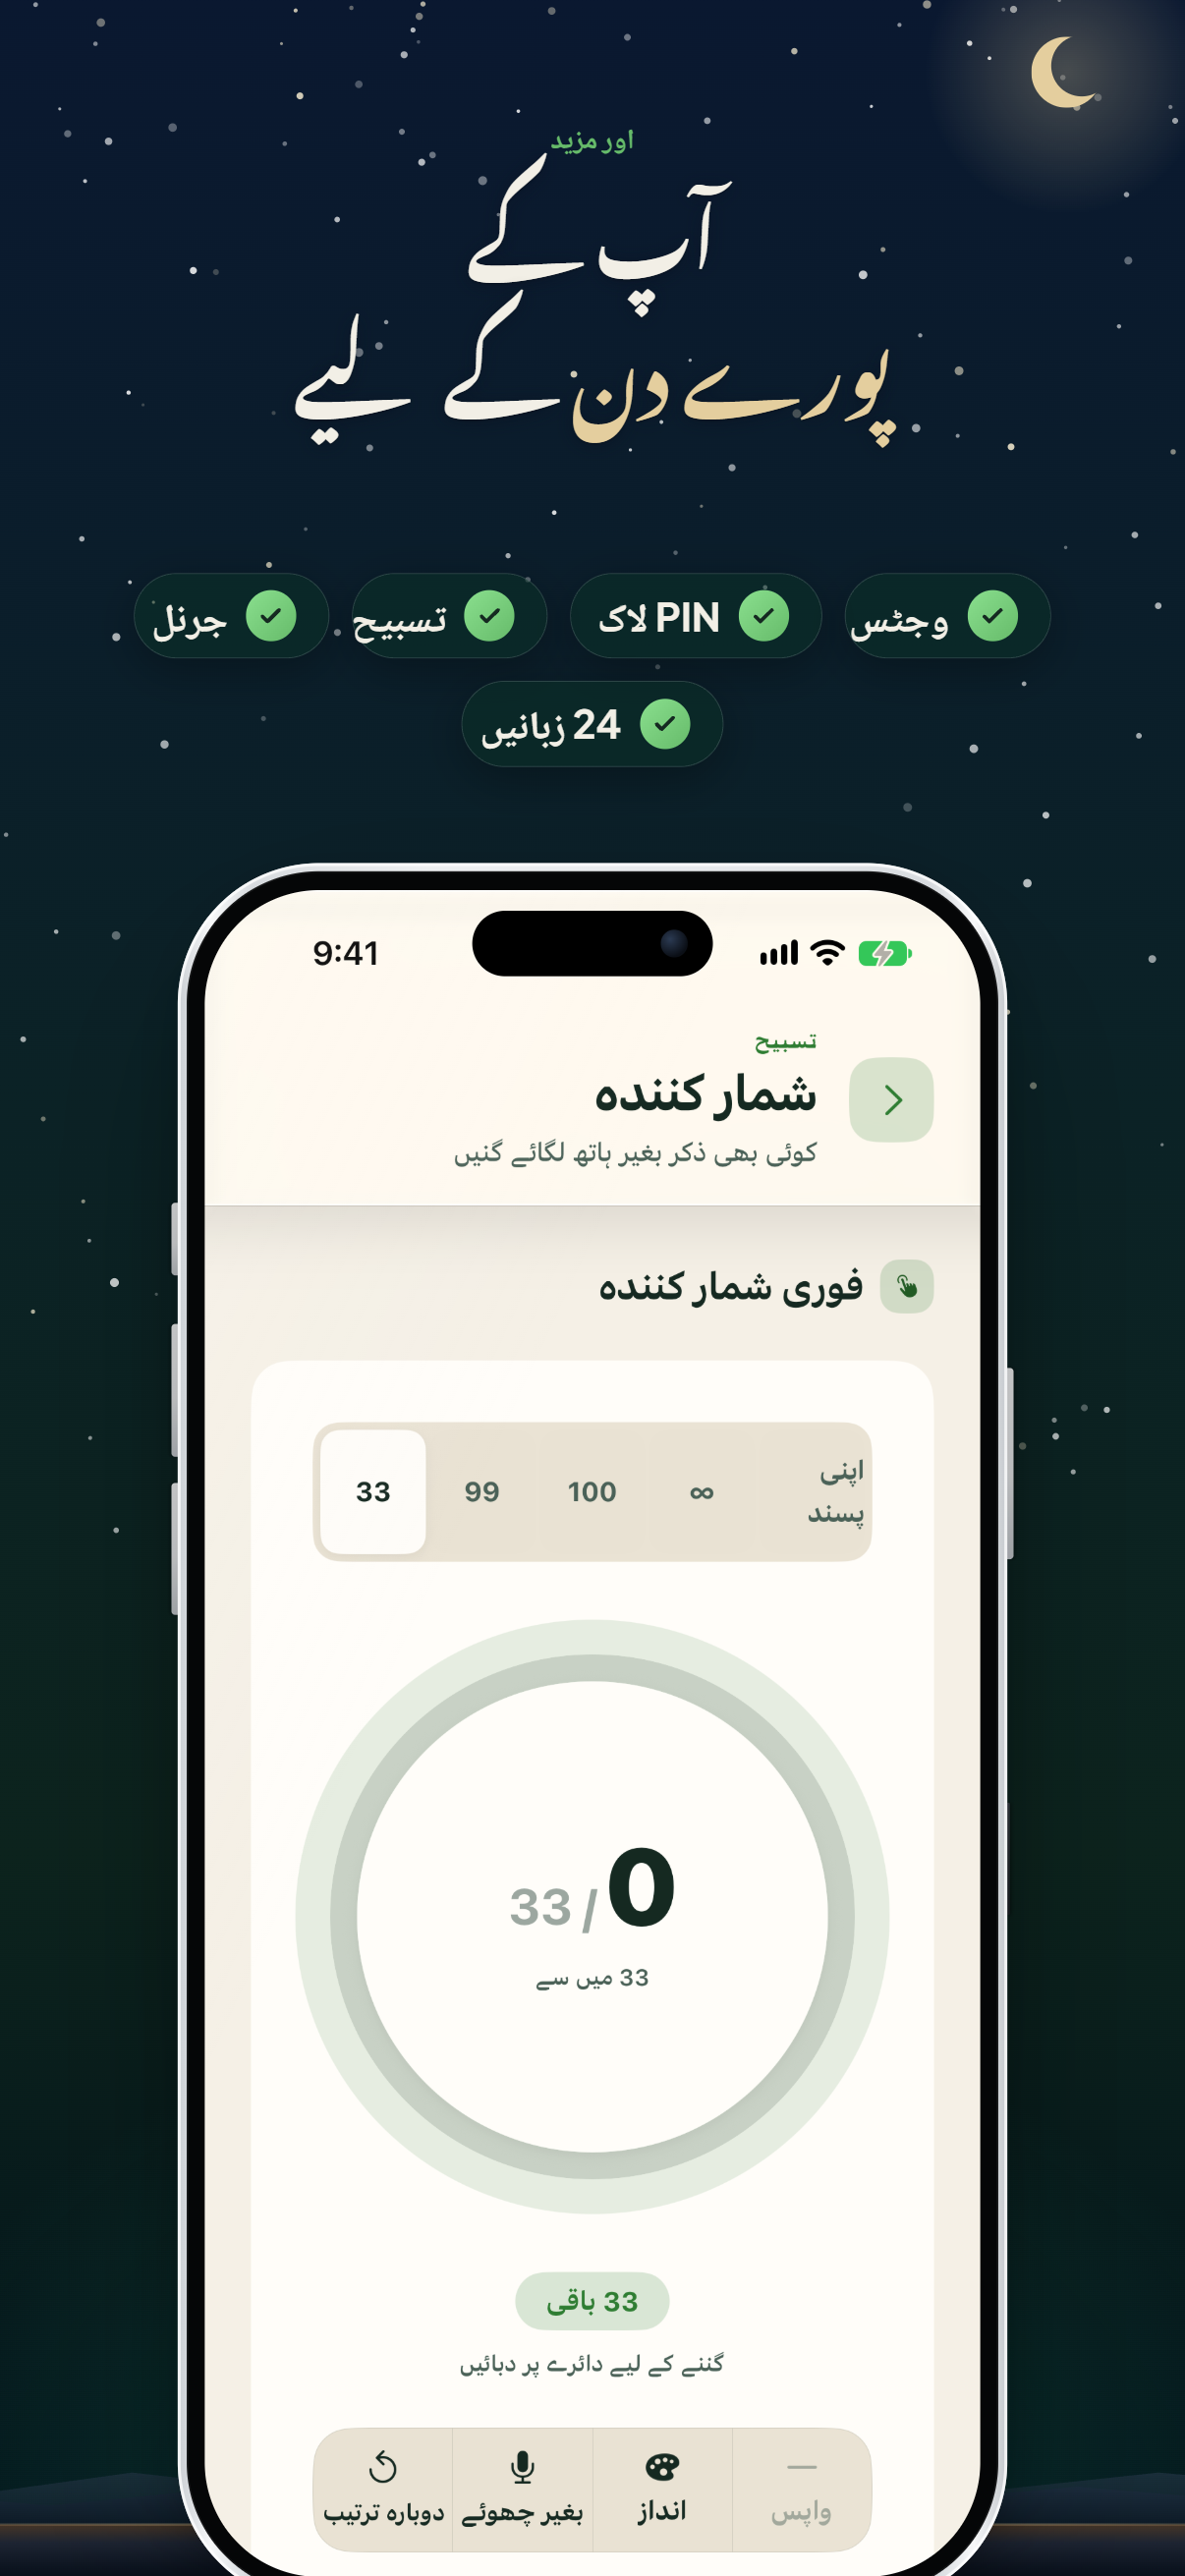 اور مزید
آپ کے
پورے دن کے لیے
وجٹس
PIN لاک
تسبیح
جرنل
24 زبانیں
9:41
تسبیح
شمار کنندہ
کوئی بھی ذکر بغیر ہاتھ لگائے گنیں
فوری شمار کنندہ
اپنی
پسند
∞
100
99
33
0/33
33 میں سے
33 باقی
گننے کے لیے دائرے پر دبائیں
واپس
انداز
بغیر چھوئے
دوبارہ ترتیب